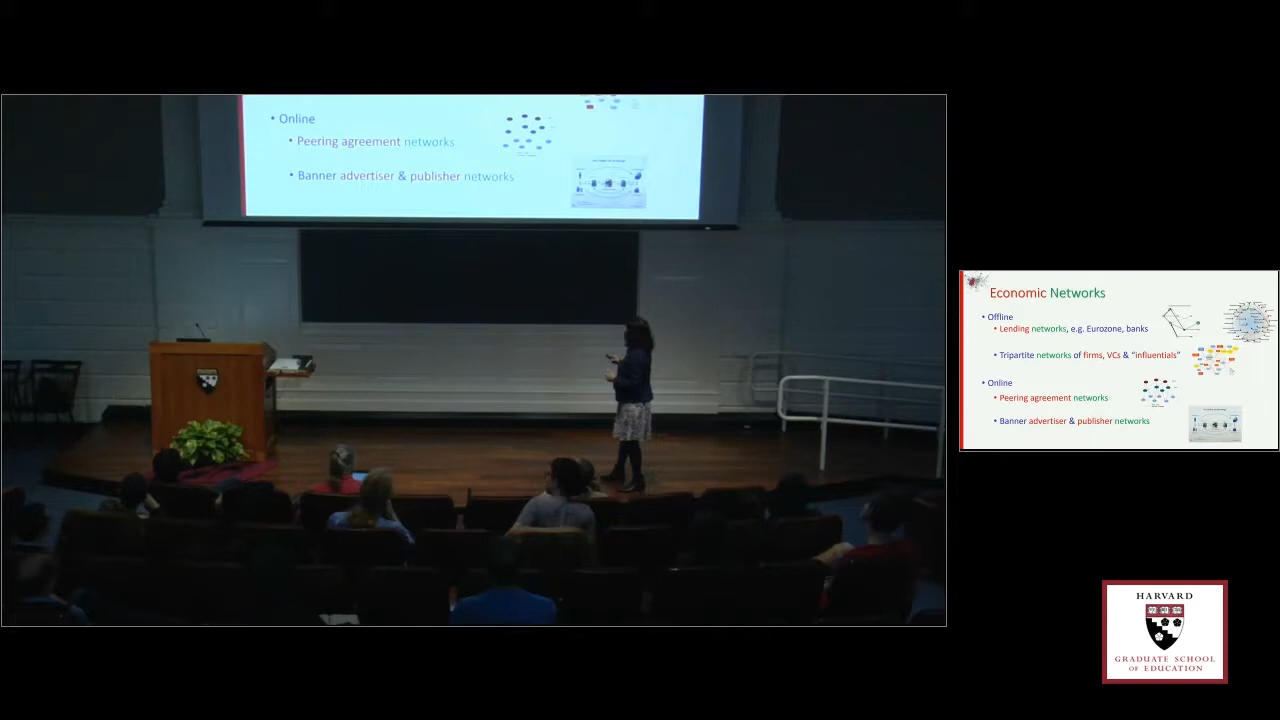 • Online
• Peering agreement networks
• Banner advertiser & publisher networks
Economic Networks
• Offline
• Lending networks, e.g. Eurozone, banks
• Tripartite networks of firms, VCs & "influentials"
• Online
• Peering agreement networks
• Banner advertiser & publisher networks
HARVARD
GRADUATE SCHOOL
OF EDUCATION